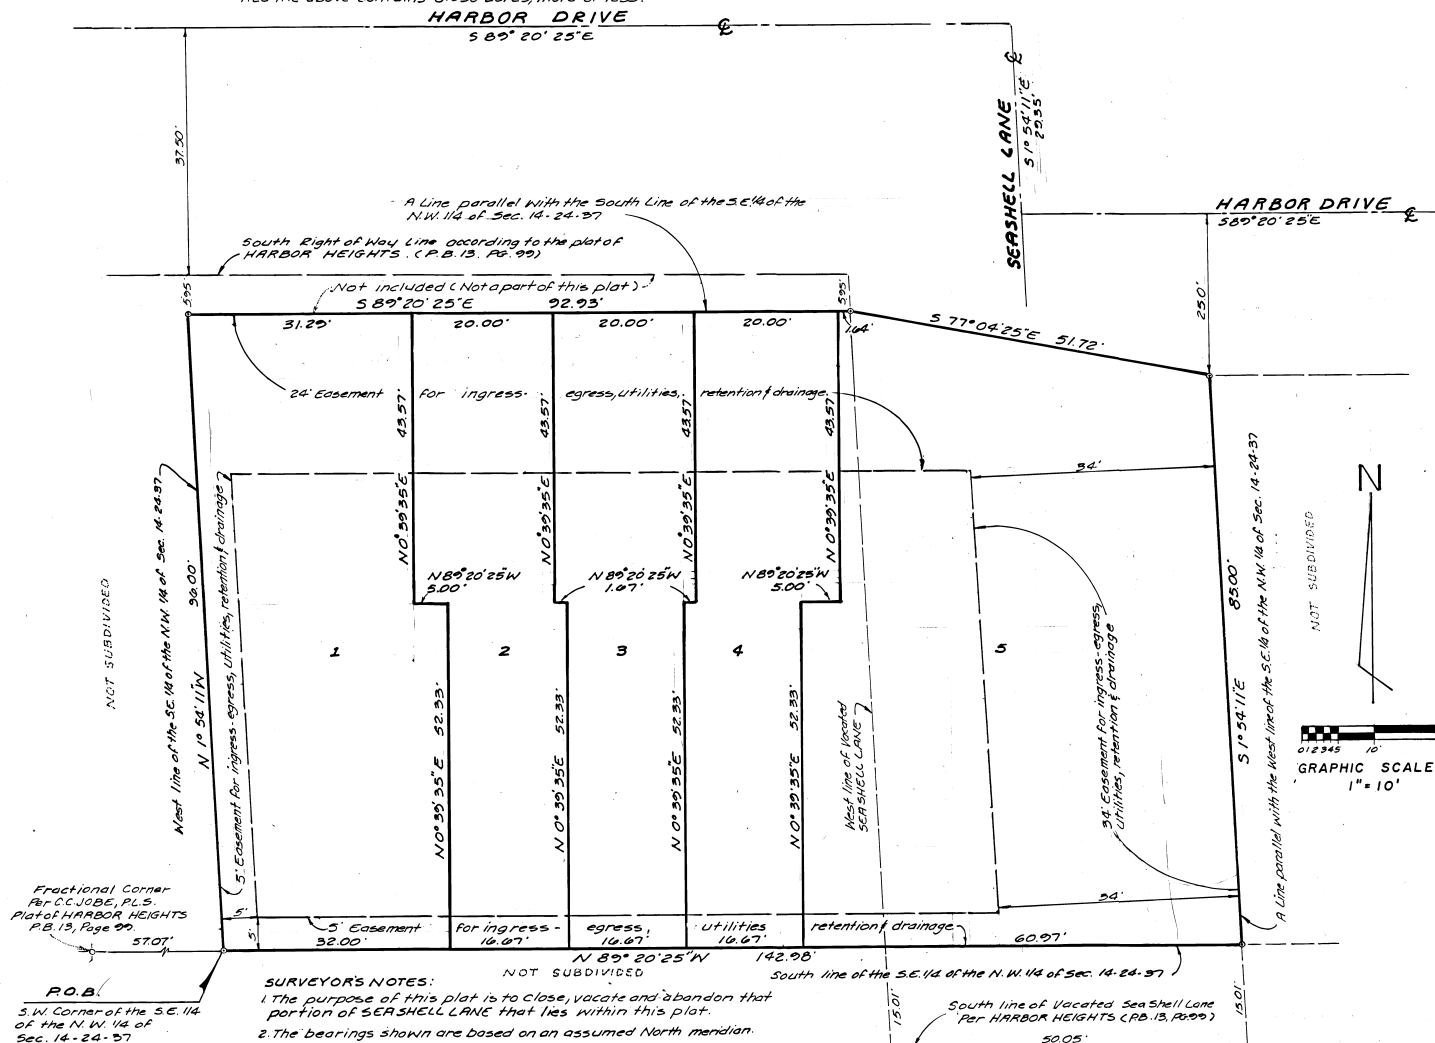 HARBOR DRIVE
S 89° 20' 25"E
℄
37.50'
SEASHELL LANE
℄
S 1° 54' 11"E
29.35'
HARBOR DRIVE
℄
S89° 20' 25"E
25.0'
A Line parallel with the South Line of the S.E.1/4 of the
N.W. 1/4 of Sec. 14-24-37
South Right of Way Line according to the plat of
HARBOR HEIGHTS. (P.B.13, PG.99)
Not included (Not a part of this plat)
S 89° 20' 25"E 92.93'
5.95'
5.95'
31.29'
20.00'
20.00'
20.00'
1.64'
S 77° 04' 25"E 51.72'
24' Easement for ingress- egress, utilities, retention & drainage
43.57'
43.57'
43.57'
43.57'
N0°39'35"E
N0°39'35"E
N0°39'35"E
N0°39'35"E
34'
N89°20'25"W
5.00'
N89°20'25"W
1.67'
N89°20'25"W
5.00'
1
2
3
4
5
West line of the S.E. 1/4 of the N.W. 1/4 of Sec. 14-24-37
N 1° 54' 11"W 96.00'
5' Easement for ingress-egress, utilities, retention & drainage
NOT SUBDIVIDED
N0°39'35"E 52.33'
N 0°39'35"E 52.33'
N 0°39'35"E 52.33'
N 0°39'35"E 52.33'
West line of Vacated
SEASHELL LANE
34' Easement for ingress-egress,
utilities, retention & drainage
S 1° 54' 11"E 85.00'
A Line parallel with the West line of the S.E.1/4 of the N.W. 1/4 of Sec. 14-24-37
NOT SUBDIVIDED
N
0 1 2 3 4 5 10'
GRAPHIC SCALE
1" = 10'
34'
Fractional Corner
Per C.C. JOBE, P.L.S.
Plat of HARBOR HEIGHTS
P.B. 13, Page 99.
57.07'
5'
5'
5' Easement for ingress- egress, utilities retention & drainage
32.00'
16.67'
16.67'
16.67'
60.97'
N 89° 20' 25"W 142.98'
NOT SUBDIVIDED
South line of the S.E. 1/4 of the N.W. 1/4 of Sec. 14-24-37
P.O.B.
S.W. Corner of the S.E. 1/4
of the N.W. 1/4 of
Sec. 14-24-37
SURVEYOR'S NOTES:
1. The purpose of this plat is to close, vacate and abandon that
portion of SEASHELL LANE that lies within this plat.
2. The bearings shown are based on an assumed North meridian.
15.01'
South line of Vacated Seashell Lane
Per HARBOR HEIGHTS (P.B. 13, PG.99)
50.05'
15.01'